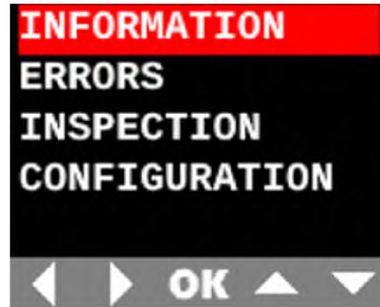 INFORMATION
ERRORS
INSPECTION
CONFIGURATION
OK